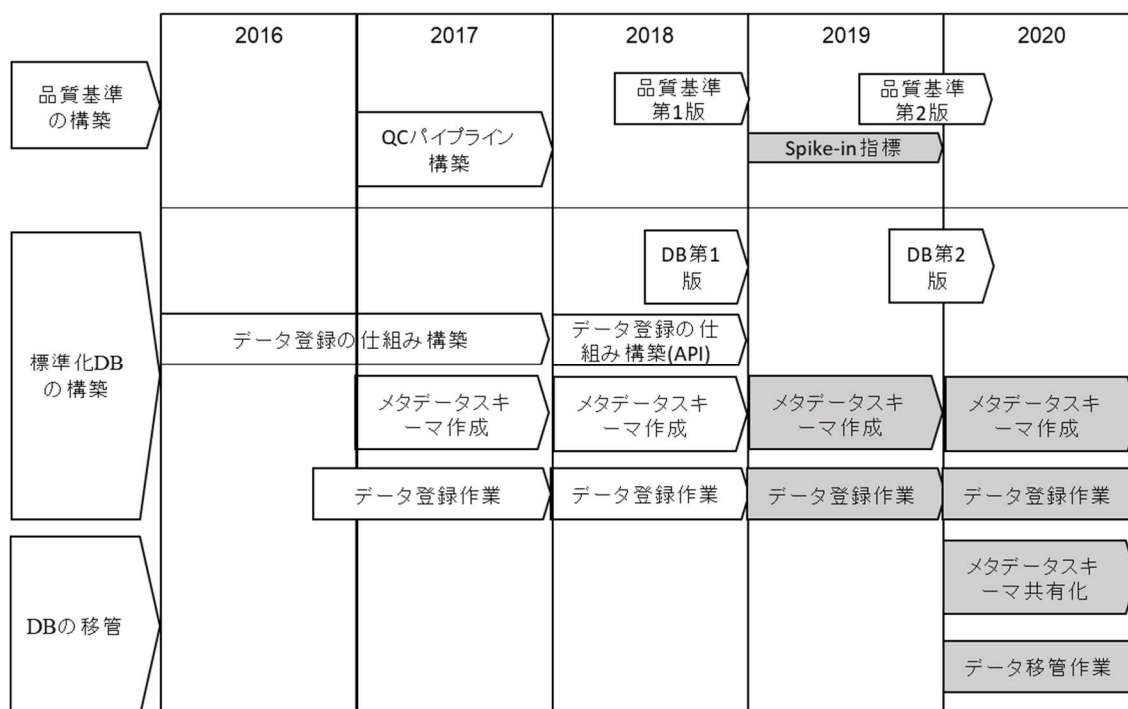 2016
2017
2018
2019
2020
品質基準
の構築
品質基準
第1版
品質基準
第2版
QCパイプライン
構築
Spike-in指標
標準化DB
の構築
DB第1
版
DB第2
版
データ登録の仕組み構築
データ登録の仕
組み構築(API)
メタデータスキ
ーマ作成
メタデータスキ
ーマ作成
メタデータスキ
ーマ作成
メタデータスキ
ーマ作成
データ登録作業
データ登録作業
データ登録作業
データ登録作業
DBの移管
メタデータスキ
ーマ共有化
データ移管作業